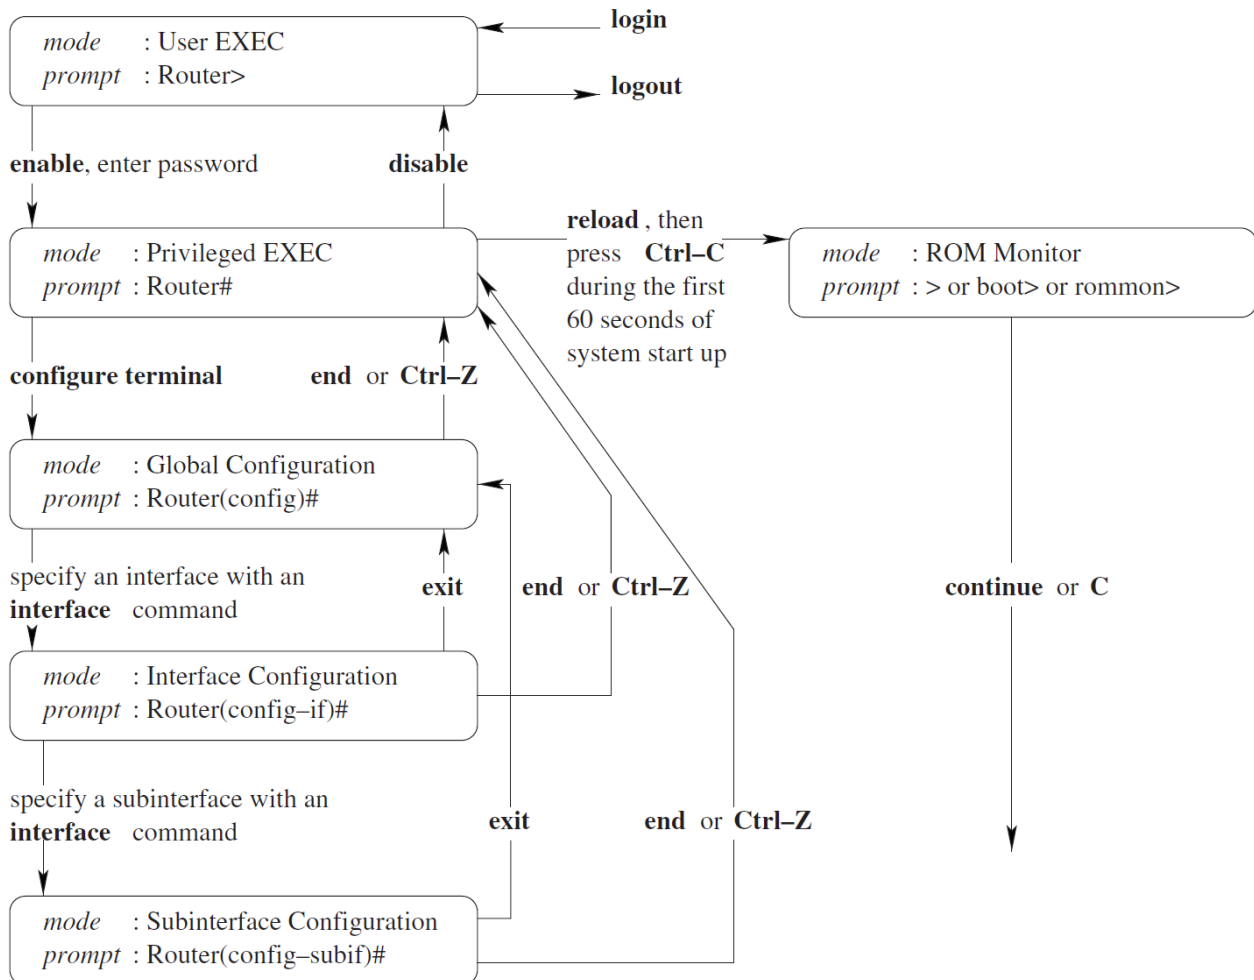 login
mode : User EXEC
prompt : Router>
logout
enable, enter password
disable
reload , then
press Ctrl–C
during the first
60 seconds of
system start up
mode : Privileged EXEC
prompt : Router#
mode : ROM Monitor
prompt : > or boot> or rommon>
configure terminal
end or Ctrl–Z
mode : Global Configuration
prompt : Router(config)#
specify an interface with an
interface command
exit
end or Ctrl–Z
continue or C
mode : Interface Configuration
prompt : Router(config–if)#
specify a subinterface with an
interface command
exit
end or Ctrl–Z
mode : Subinterface Configuration
prompt : Router(config–subif)#